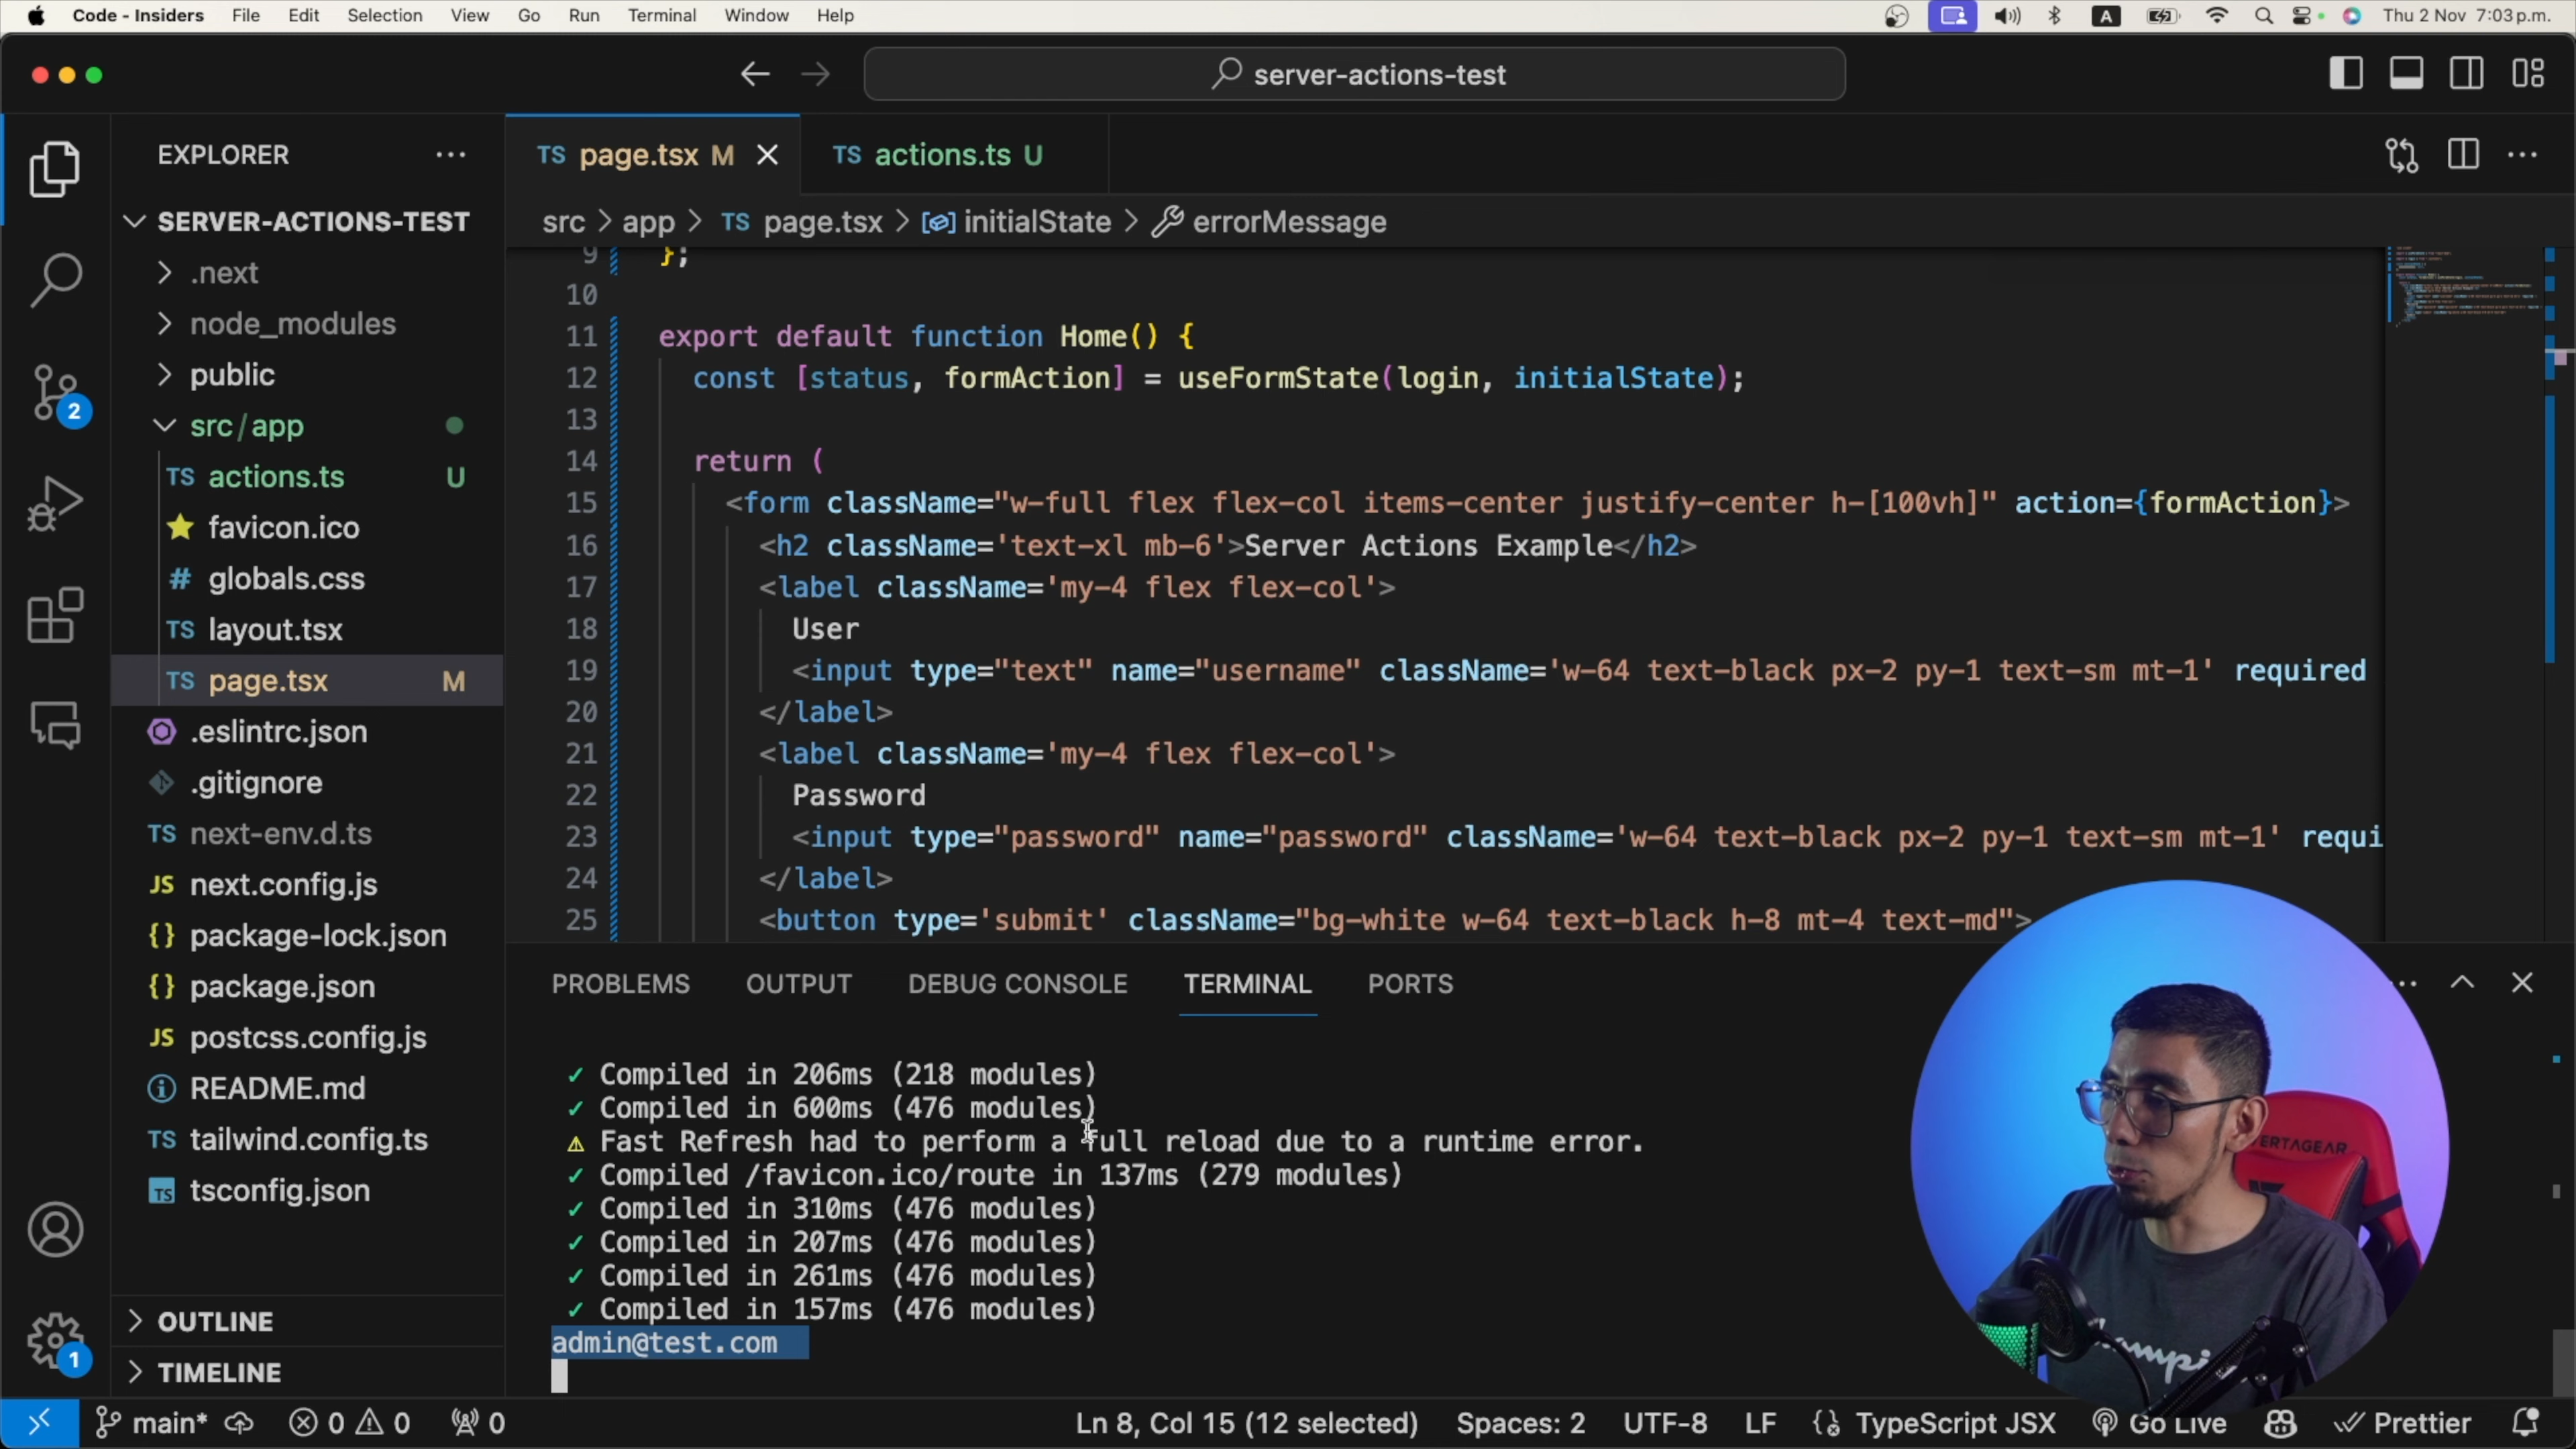 Code - Insiders File Edit Selection View Go Run Terminal Window Help
A Thu 2 Nov 7:03 p.m.
server-actions-test
EXPLORER
SERVER-ACTIONS-TEST
.next
node_modules
public
src/app
TS actions.ts U
favicon.ico
# globals.css
TS layout.tsx
TS page.tsx M
.eslintrc.json
.gitignore
TS next-env.d.ts
JS next.config.js
{} package-lock.json
{} package.json
JS postcss.config.js
README.md
TS tailwind.config.ts
TS tsconfig.json
OUTLINE
TIMELINE
2
1
TS page.tsx M
TS actions.ts U
src > app > TS page.tsx > initialState > errorMessage
9 };
10
11 export default function Home() {
12 const [status, formAction] = useFormState(login, initialState);
13
14 return (
15 <form className="w-full flex flex-col items-center justify-center h-[100vh]" action={formAction}>
16 <h2 className='text-xl mb-6'>Server Actions Example</h2>
17 <label className='my-4 flex flex-col'>
18 User
19 <input type="text" name="username" className='w-64 text-black px-2 py-1 text-sm mt-1' required
20 </label>
21 <label className='my-4 flex flex-col'>
22 Password
23 <input type="password" name="password" className='w-64 text-black px-2 py-1 text-sm mt-1' requi
24 </label>
25 <button type='submit' className="bg-white w-64 text-black h-8 mt-4 text-md">
PROBLEMS OUTPUT DEBUG CONSOLE TERMINAL PORTS
✓ Compiled in 206ms (218 modules)
✓ Compiled in 600ms (476 modules)
⚠ Fast Refresh had to perform a full reload due to a runtime error.
✓ Compiled /favicon.ico/route in 137ms (279 modules)
✓ Compiled in 310ms (476 modules)
✓ Compiled in 207ms (476 modules)
✓ Compiled in 261ms (476 modules)
✓ Compiled in 157ms (476 modules)
admin@test.com
VERTAGEAR
main* 0 0 0 Ln 8, Col 15 (12 selected) Spaces: 2 UTF-8 LF TypeScript JSX Go Live Prettier